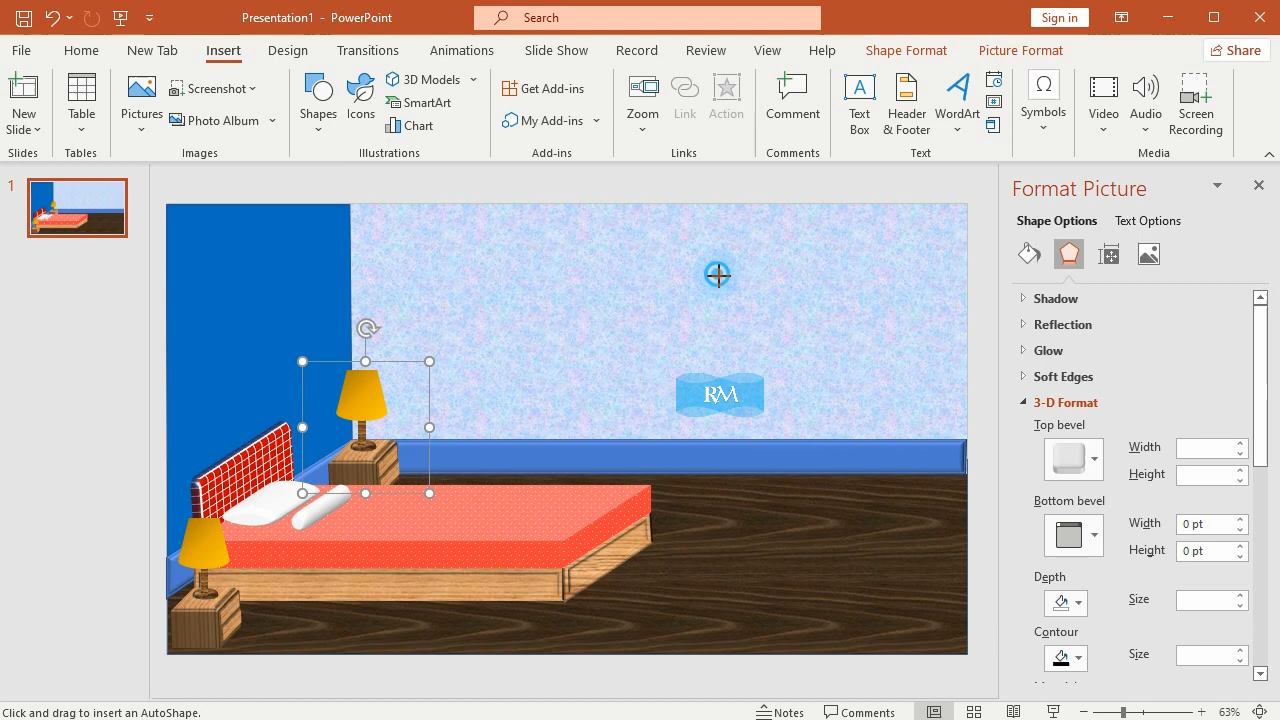 Presentation1 - PowerPoint
Search
Sign in
File Home New Tab Insert Design Transitions Animations Slide Show Record Review View Help Shape Format Picture Format
Share
New Slide
Table
Pictures
Screenshot
Photo Album
Shapes
Icons
3D Models
SmartArt
Chart
Get Add-ins
My Add-ins
Zoom
Link
Action
Comment
Text Box
Header & Footer
WordArt
Symbols
Video
Audio
Screen Recording
Slides Tables Images Illustrations Add-ins Links Comments Text Media
1
RM
Format Picture
Shape Options Text Options
Shadow
Reflection
Glow
Soft Edges
3-D Format
Top bevel
Width
Height
Bottom bevel
Width 0 pt
Height 0 pt
Depth
Size
Contour
Size
Click and drag to insert an AutoShape.
Notes Comments 63%